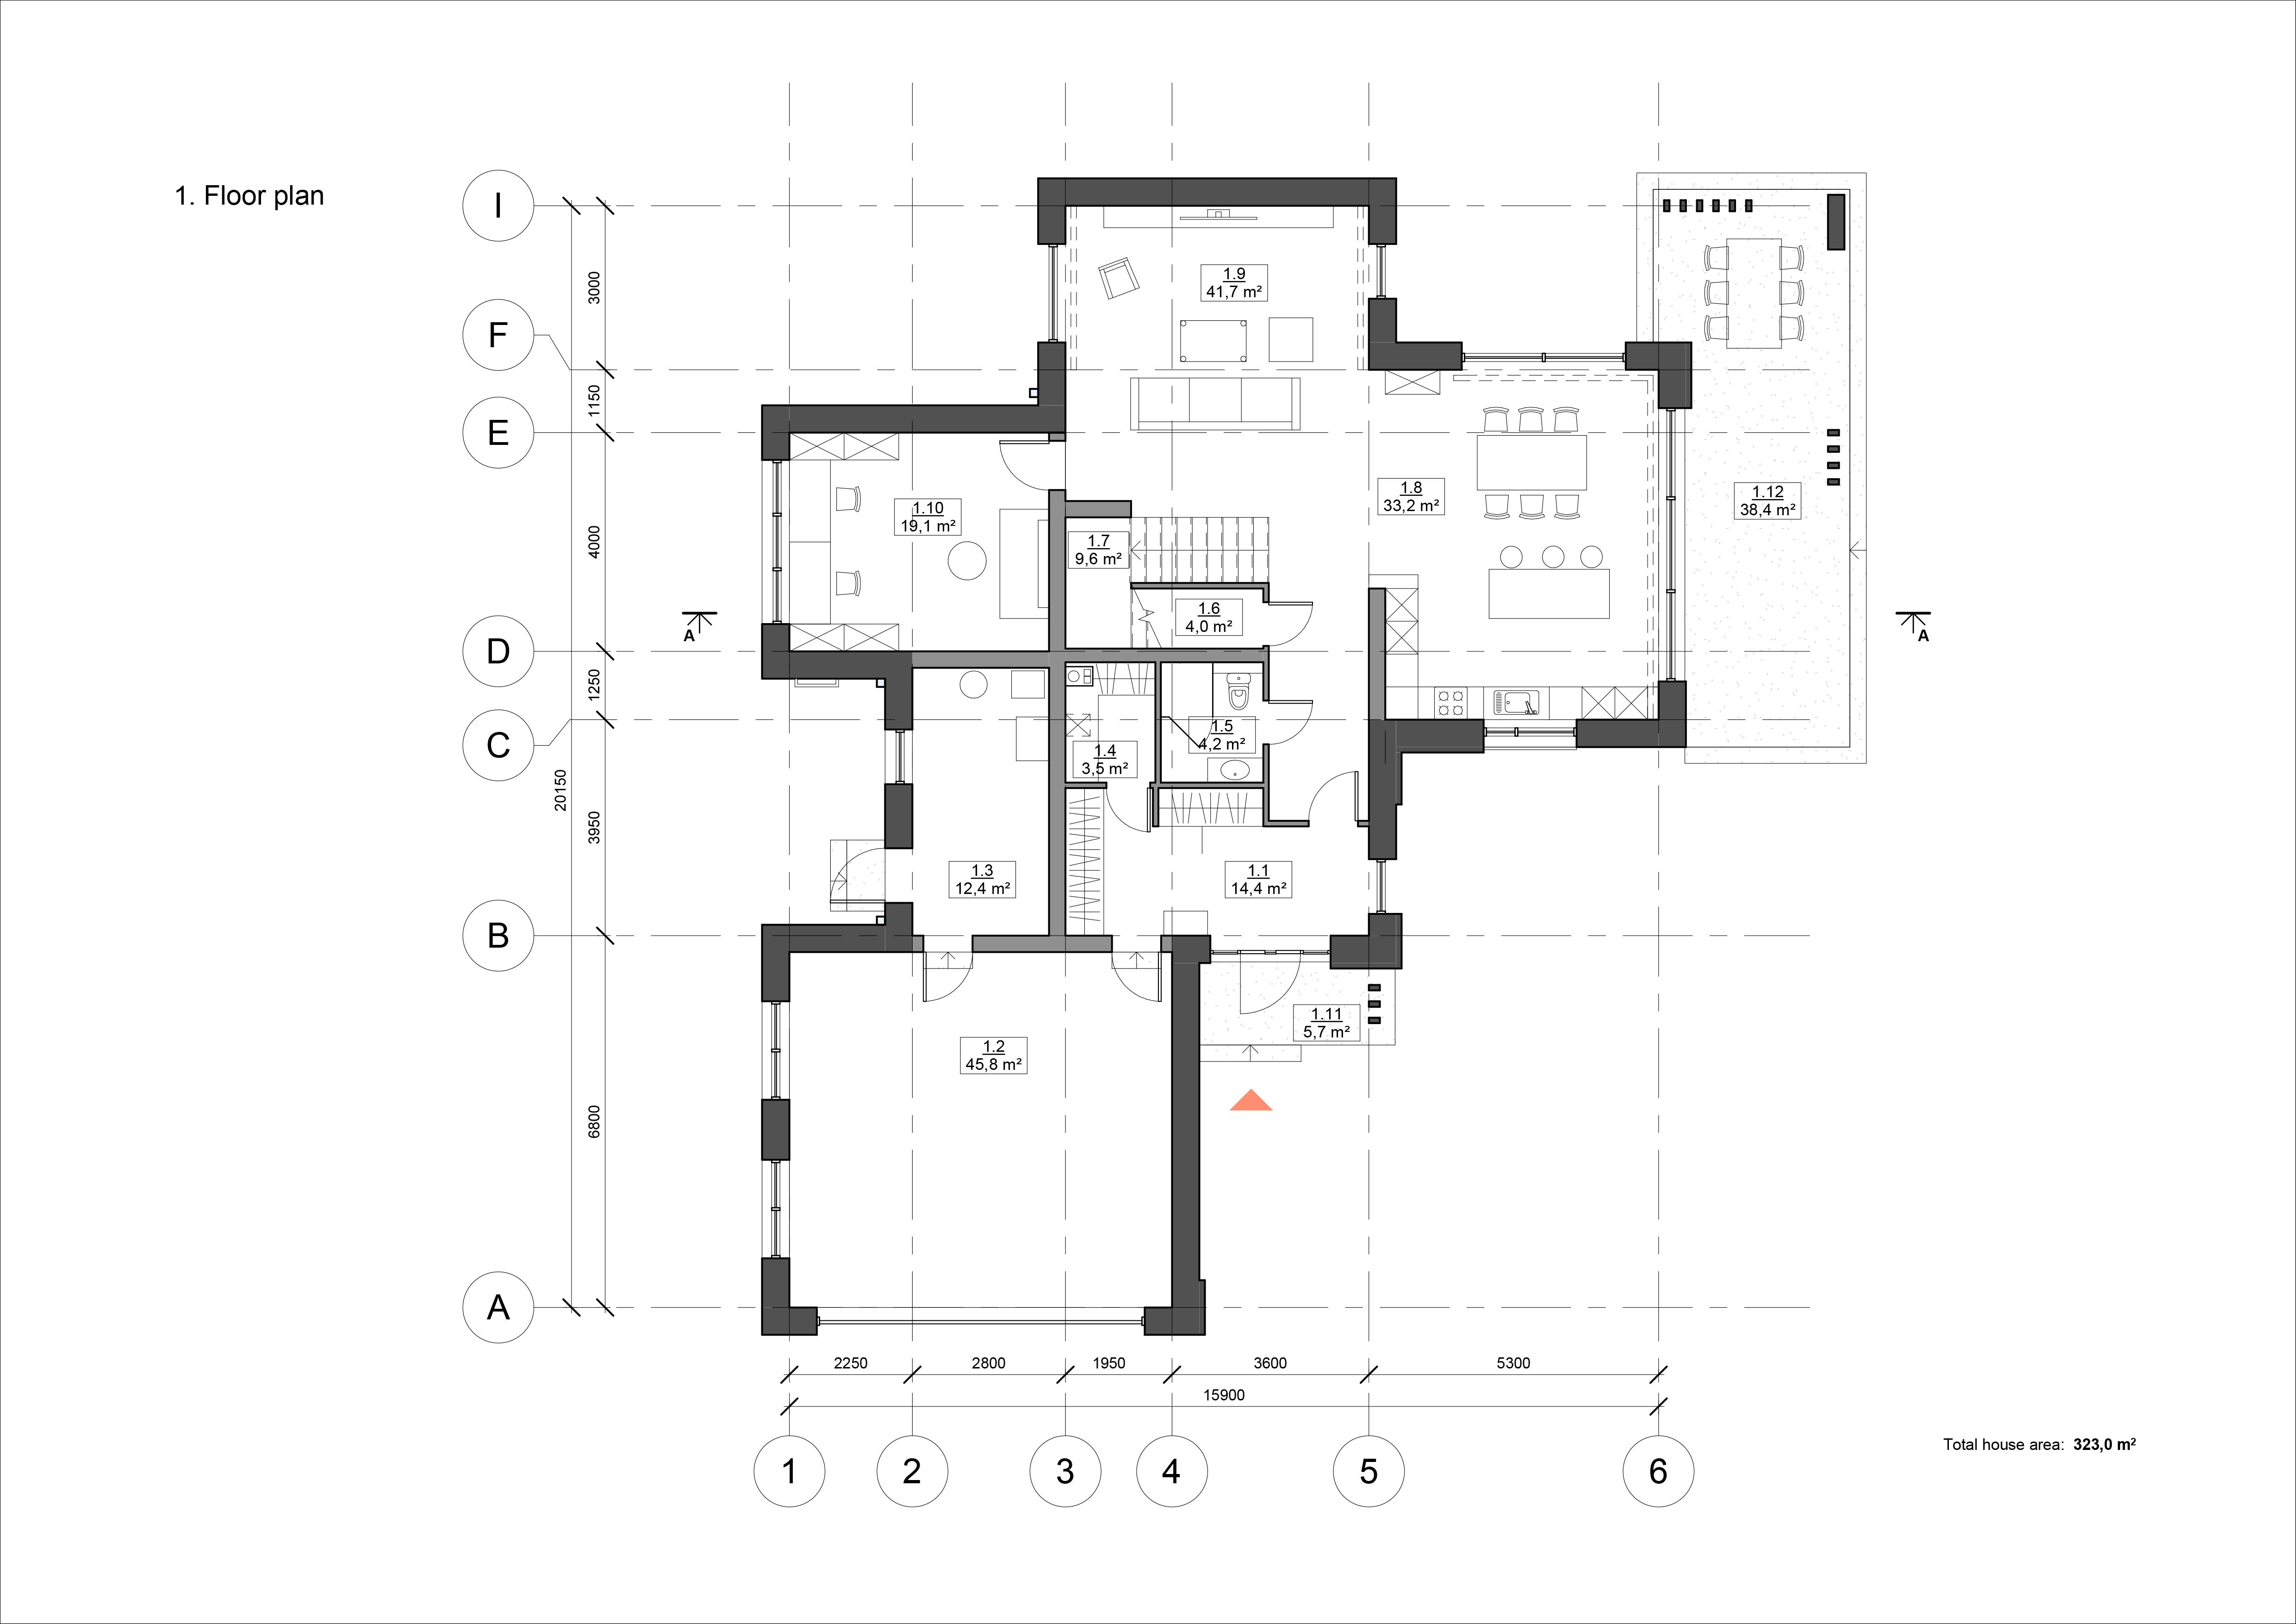 1. Floor plan
I
F
E
D
C
B
A
3000
1150
4000
1250
3950
6800
20150
1.9
41,7 m²
1.8
33,2 m²
1.12
38,4 m²
1.10
19,1 m²
1.7
9,6 m²
1.6
4,0 m²
A
A
1.5
4,2 m²
1.4
3,5 m²
1.3
12,4 m²
1.1
14,4 m²
1.11
5,7 m²
1.2
45,8 m²
2250 2800 1950 3600 5300
15900
1 2 3 4 5 6
Total house area: 323,0 m²